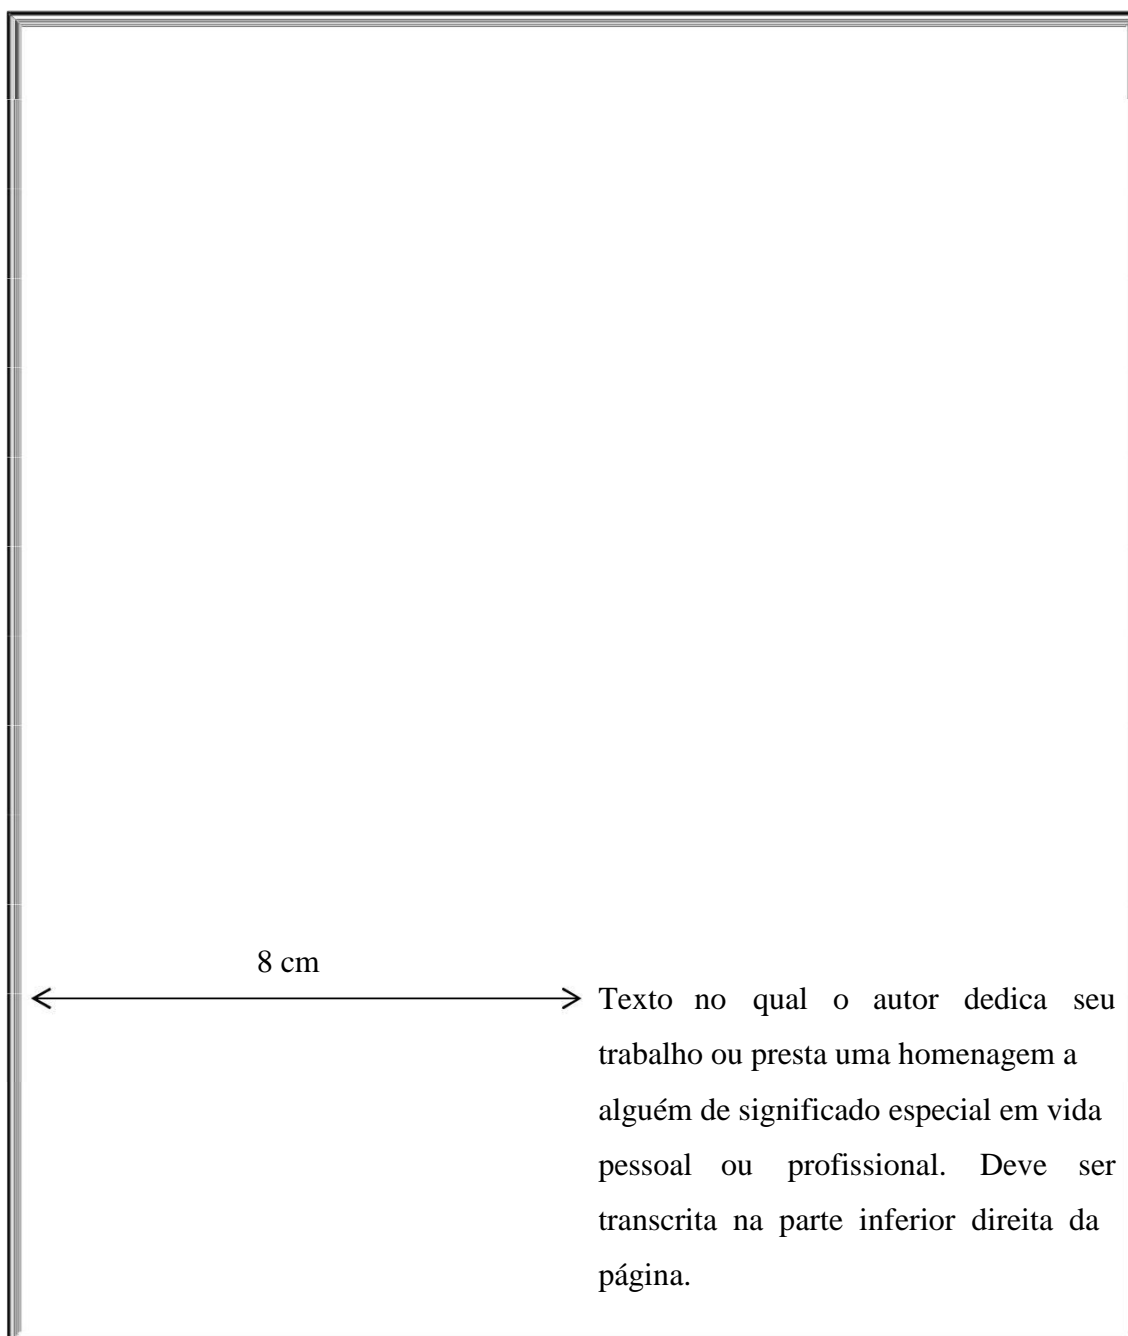 8 cm
Texto no qual o autor dedica seu
trabalho ou presta uma homenagem a
alguém de significado especial em vida
pessoal ou profissional. Deve ser
transcrita na parte inferior direita da
página.